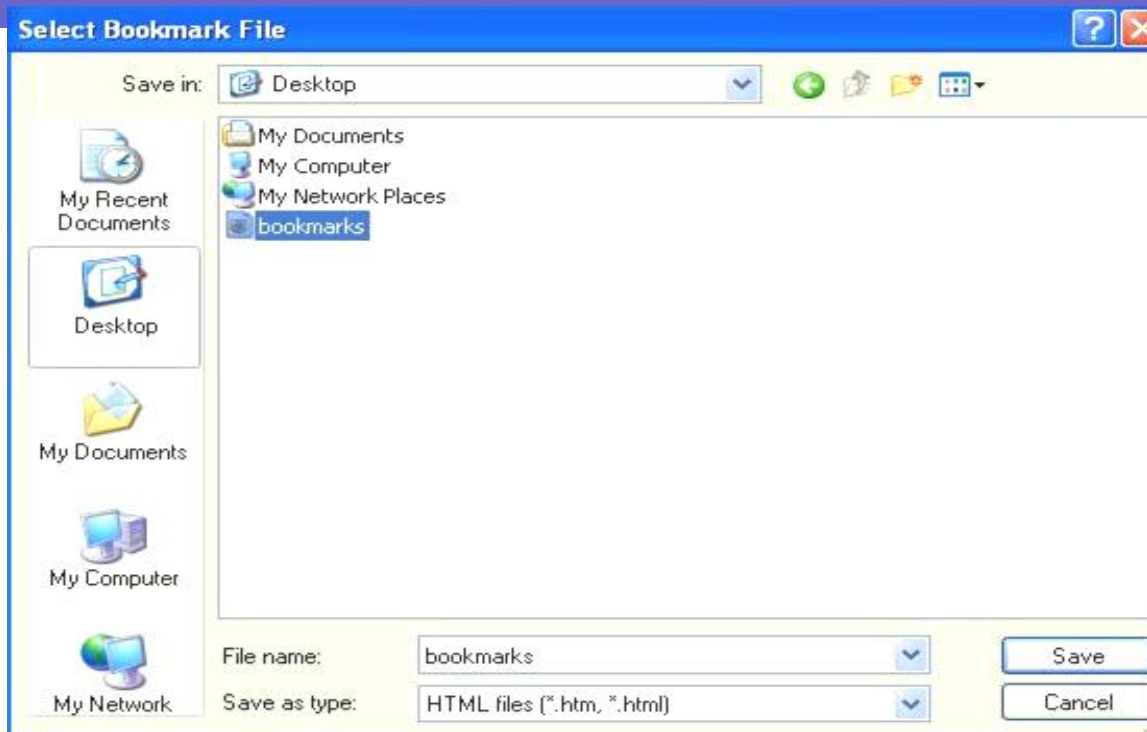 Select Bookmark File
?
Save in:
Desktop
My Documents
My Computer
My Network Places
bookmarks
My Recent
Documents
Desktop
My Documents
My Computer
My Network
File name:
bookmarks
Save
Save as type:
HTML files (*.htm, *.html)
Cancel